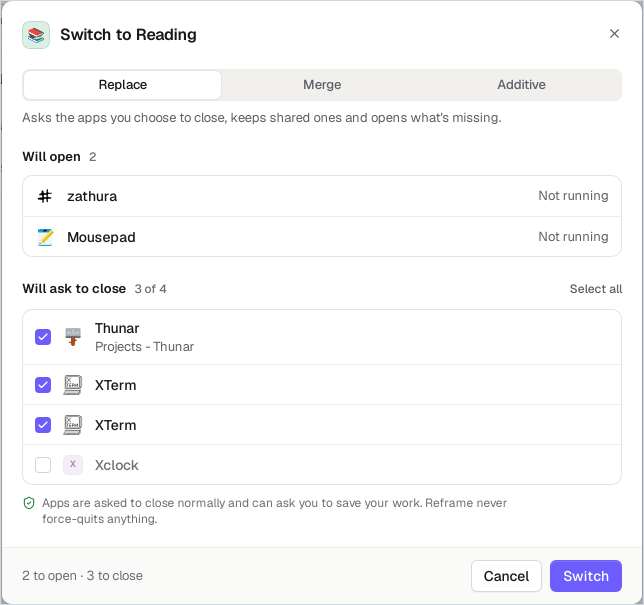 Switch to Reading
Replace
Merge
Additive
Asks the apps you choose to close, keeps shared ones and opens what's missing.
Will open 2
zathura
Not running
Mousepad
Not running
Will ask to close 3 of 4
Select all
Thunar
Projects - Thunar
XTerm
XTerm
X
Xclock
Apps are asked to close normally and can ask you to save your work. Reframe never
force-quits anything.
2 to open · 3 to close
Cancel
Switch